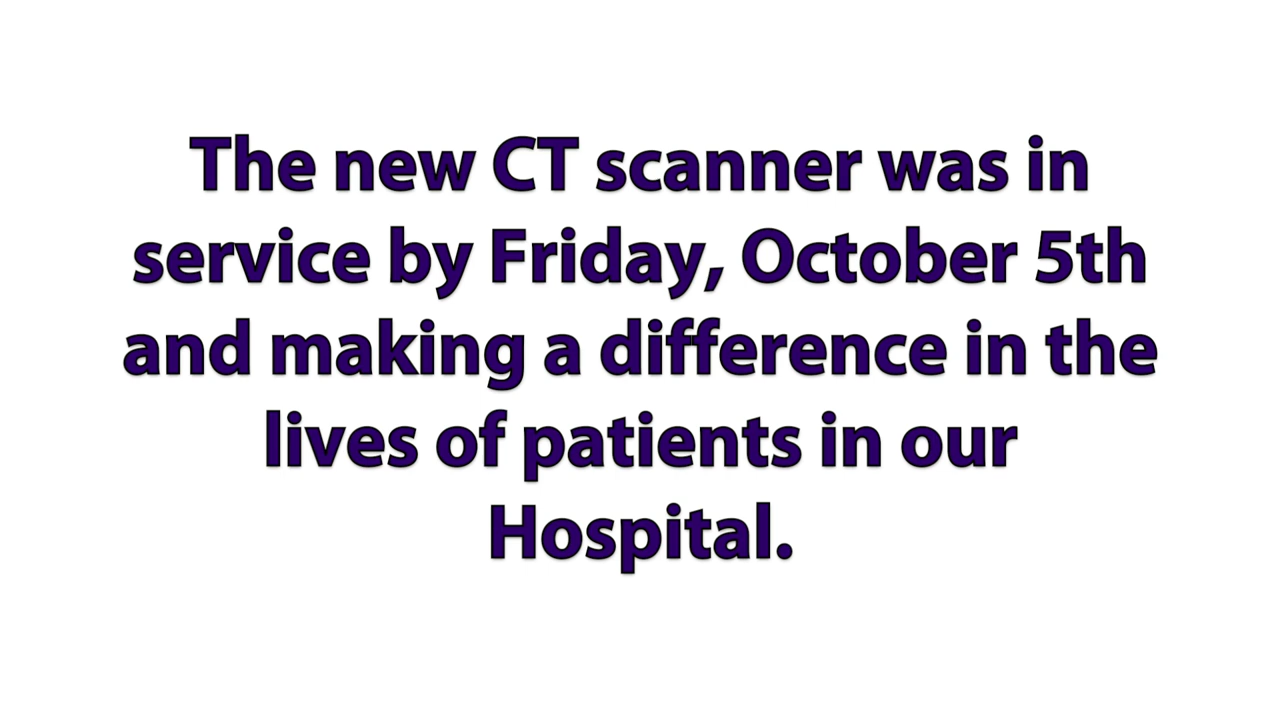 The new CT scanner was in
service by Friday, October 5th
and making a difference in the
lives of patients in our
Hospital.